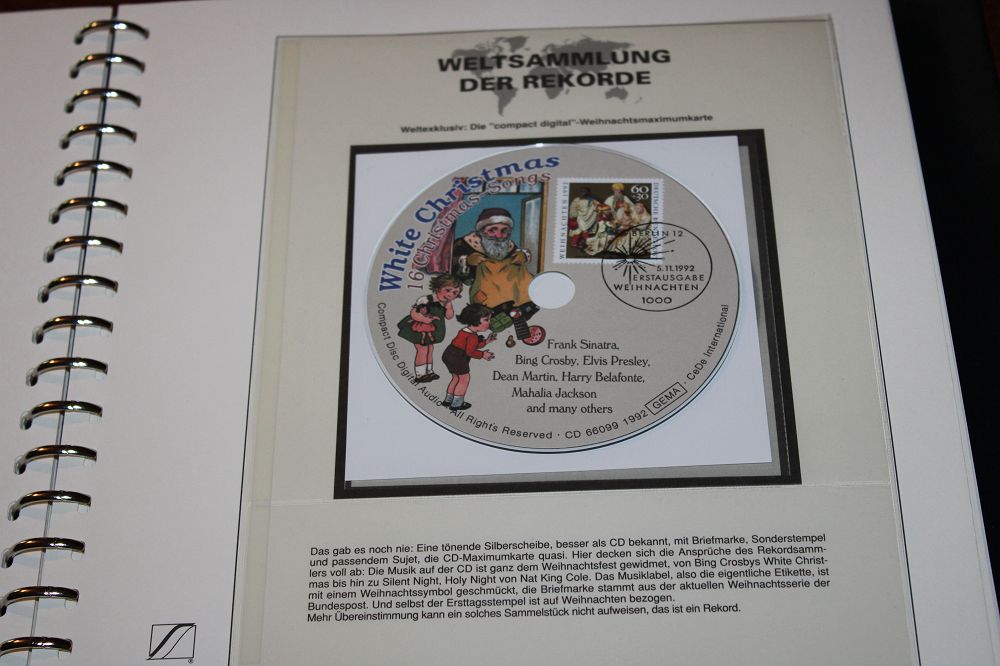 WELTSAMMLUNG
DER REKORDE
Weltexklusiv: Die "compact digital"-Weihnachtsmaximumkarte
White Christmas
16 Christmas-Songs
WEIHNACHTEN 1992
60
+30
BERLIN 12
5.11.1992
ERSTAUSGABE
WEIHNACHTEN
1000
Frank Sinatra,
Bing Crosby, Elvis Presley,
Dean Martin, Harry Belafonte,
Mahalia Jackson
and many others
Compact Disc Digital Audio · All Rights Reserved · CD 66099 1992 GEMA · CeDe International
Das gab es noch nie: Eine tönende Silberscheibe, besser als CD bekannt, mit Briefmarke, Sonderstempel
und passendem Sujet, die CD-Maximumkarte quasi. Hier decken sich die Ansprüche des Rekordsamm-
lers voll ab: Die Musik auf der CD ist ganz dem Weihnachtsfest gewidmet, von Bing Crosbys White Christ-
mas bis hin zu Silent Night, Holy Night von Nat King Cole. Das Musiklabel, also die eigentliche Etikette, ist
mit einem Weihnachtssymbol geschmückt, die Briefmarke stammt aus der aktuellen Weihnachtsserie der
Bundespost. Und selbst der Ersttagsstempel ist auf Weihnachten bezogen.
Mehr Übereinstimmung kann ein solches Sammelstück nicht aufweisen, das ist ein Rekord.